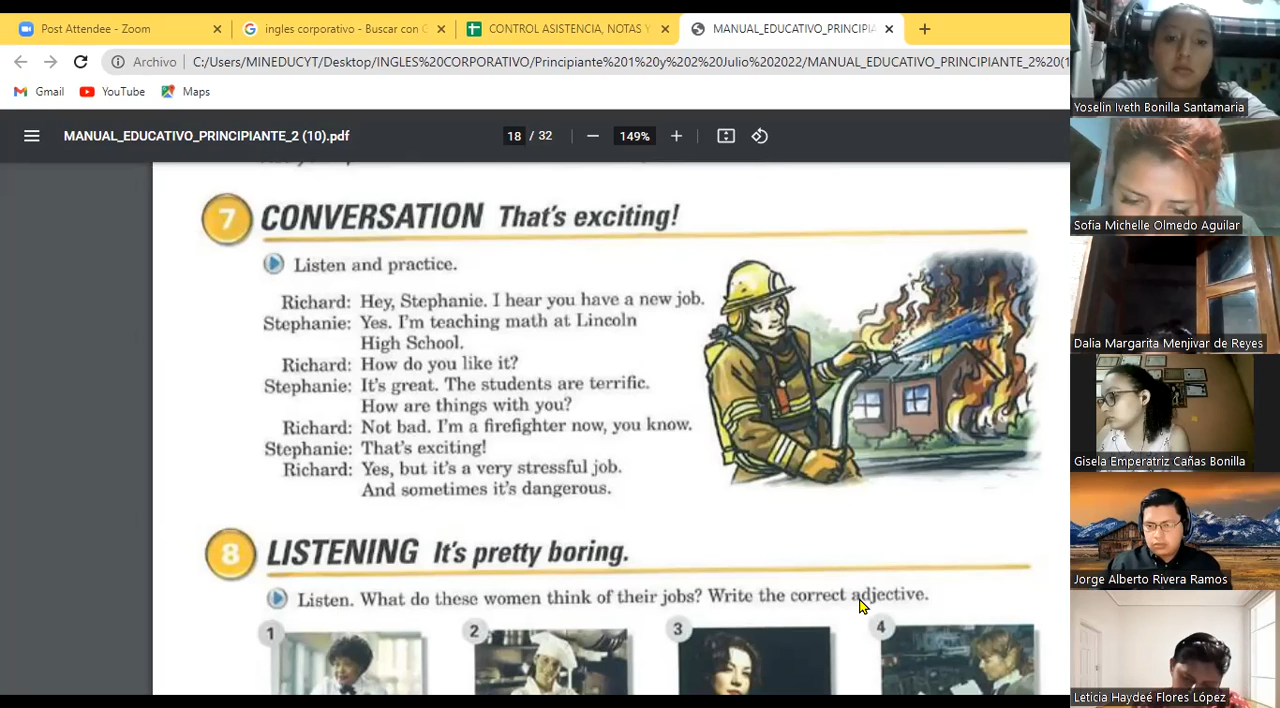 Post Attendee - Zoom
ingles corporativo - Buscar con G
CONTROL ASISTENCIA, NOTAS Y
MANUAL_EDUCATIVO_PRINCIPIA
Archivo
C:/Users/MINEDUCYT/Desktop/INGLES%20CORPORATIVO/Principiante%201%20y%202%20Julio%202022/MANUAL_EDUCATIVO_PRINCIPIANTE_2%20(1
Gmail
YouTube
Maps
MANUAL_EDUCATIVO_PRINCIPIANTE_2 (10).pdf
18 / 32
149%
7 CONVERSATION That's exciting!
Listen and practice.
Richard: Hey, Stephanie. I hear you have a new job.
Stephanie: Yes. I'm teaching math at Lincoln
High School.
Richard: How do you like it?
Stephanie: It's great. The students are terrific.
How are things with you?
Richard: Not bad. I'm a firefighter now, you know.
Stephanie: That's exciting!
Richard: Yes, but it's a very stressful job.
And sometimes it's dangerous.
8 LISTENING It's pretty boring.
Listen. What do these women think of their jobs? Write the correct adjective.
1
2
3
4
Yoselin Iveth Bonilla Santamaria
Sofía Michelle Olmedo Aguilar
Dalia Margarita Menjivar de Reyes
Gisela Emperatriz Cañas Bonilla
Jorge Alberto Rivera Ramos
Leticia Haydeé Flores López